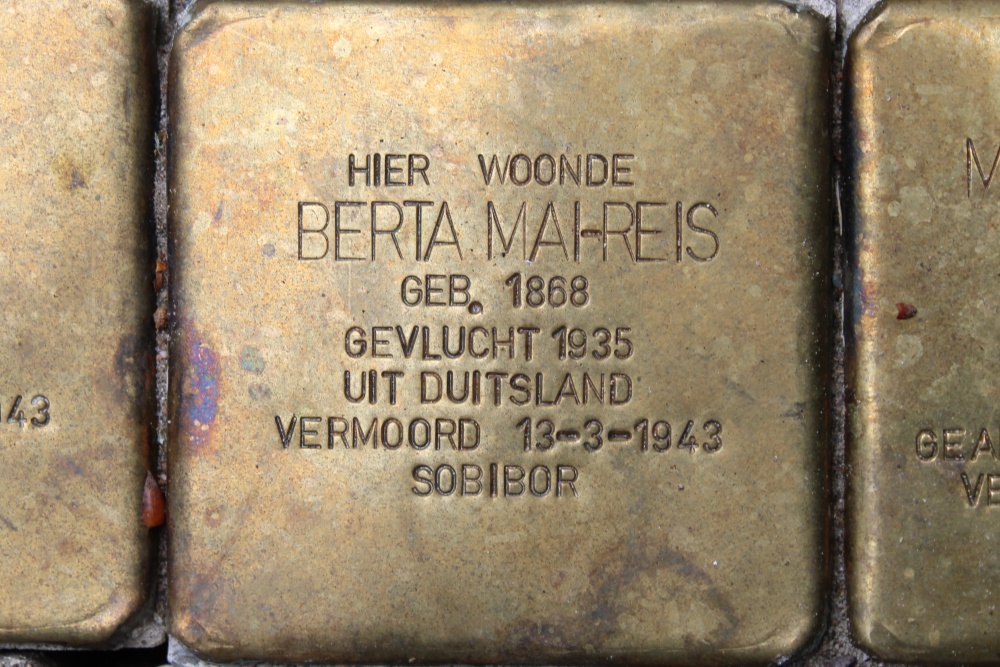 HIER WOONDE
BERTA MAI-REIS
GEB. 1868
GEVLUCHT 1935
UIT DUITSLAND
VERMOORD 13-3-1943
SOBIBOR